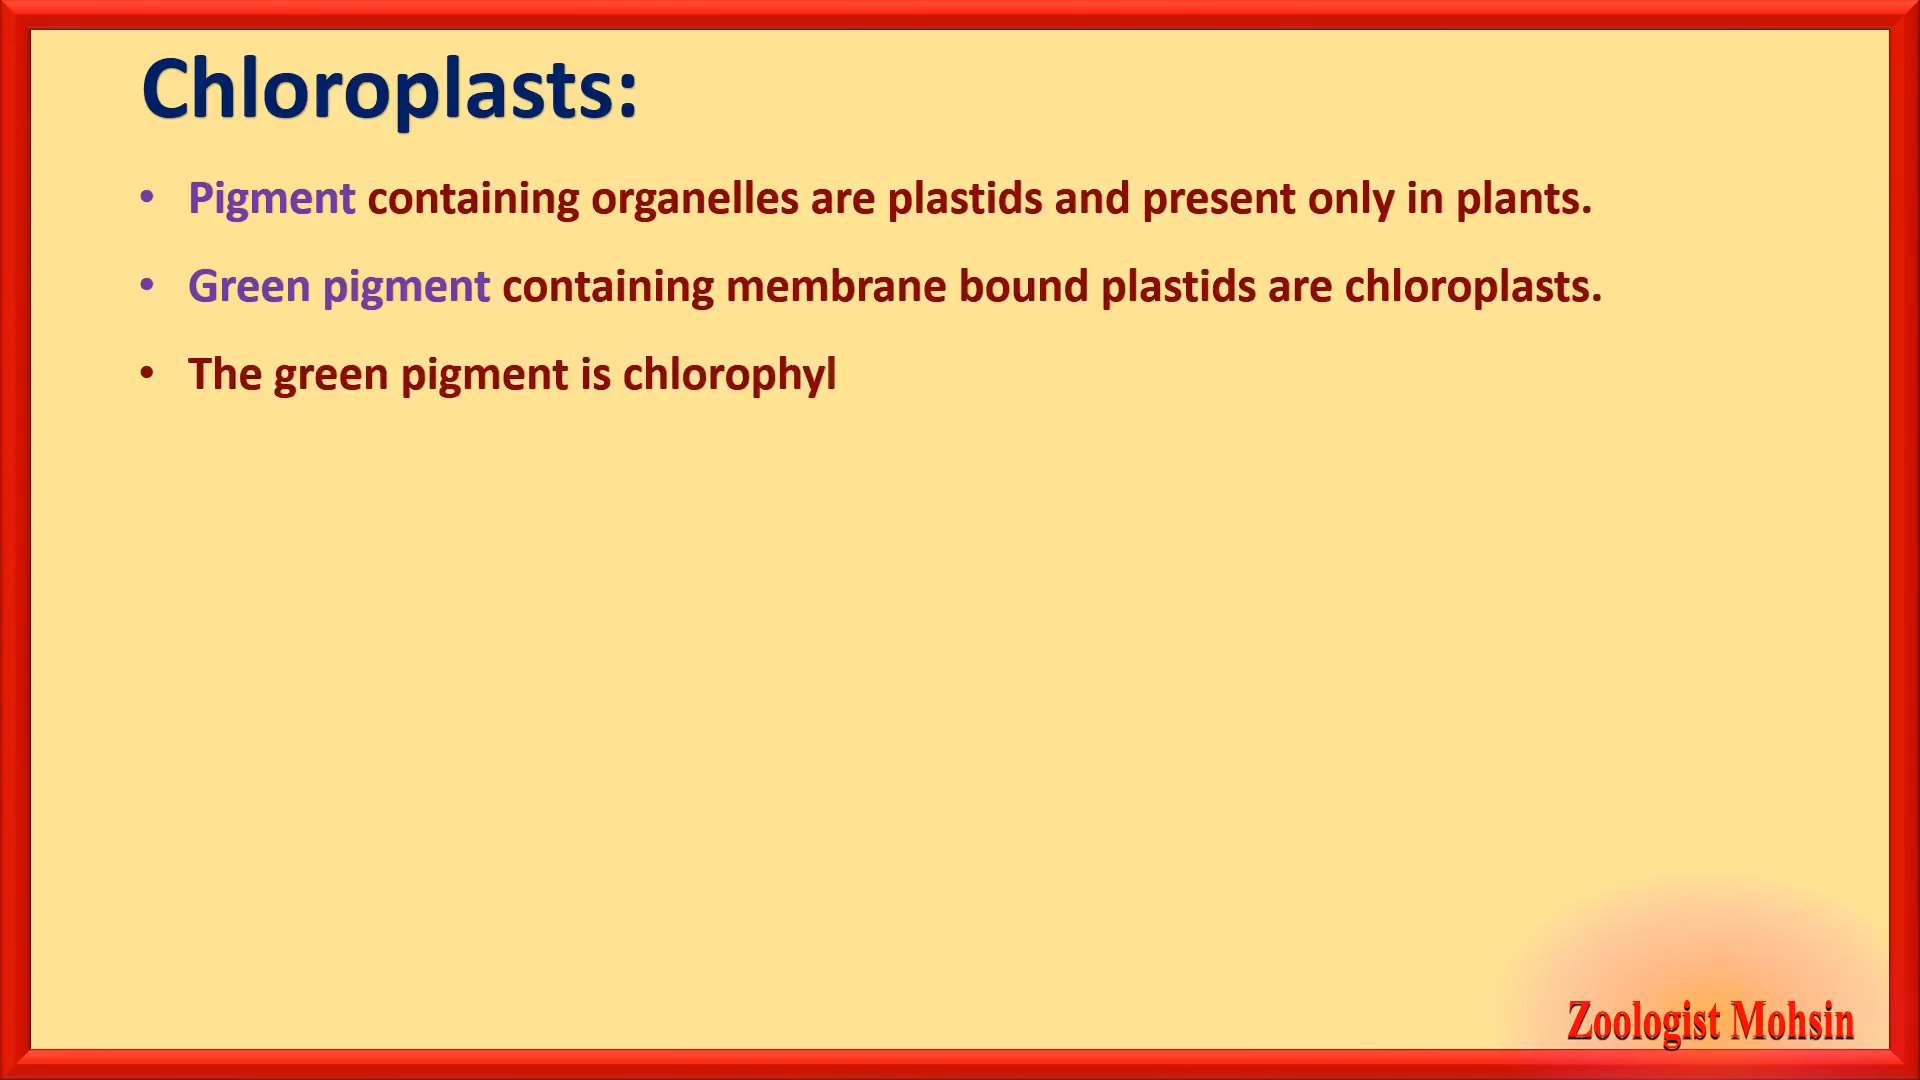 Chloroplasts:
• Pigment containing organelles are plastids and present only in plants.
• Green pigment containing membrane bound plastids are chloroplasts.
• The green pigment is chlorophyl
Zoologist Mohsin